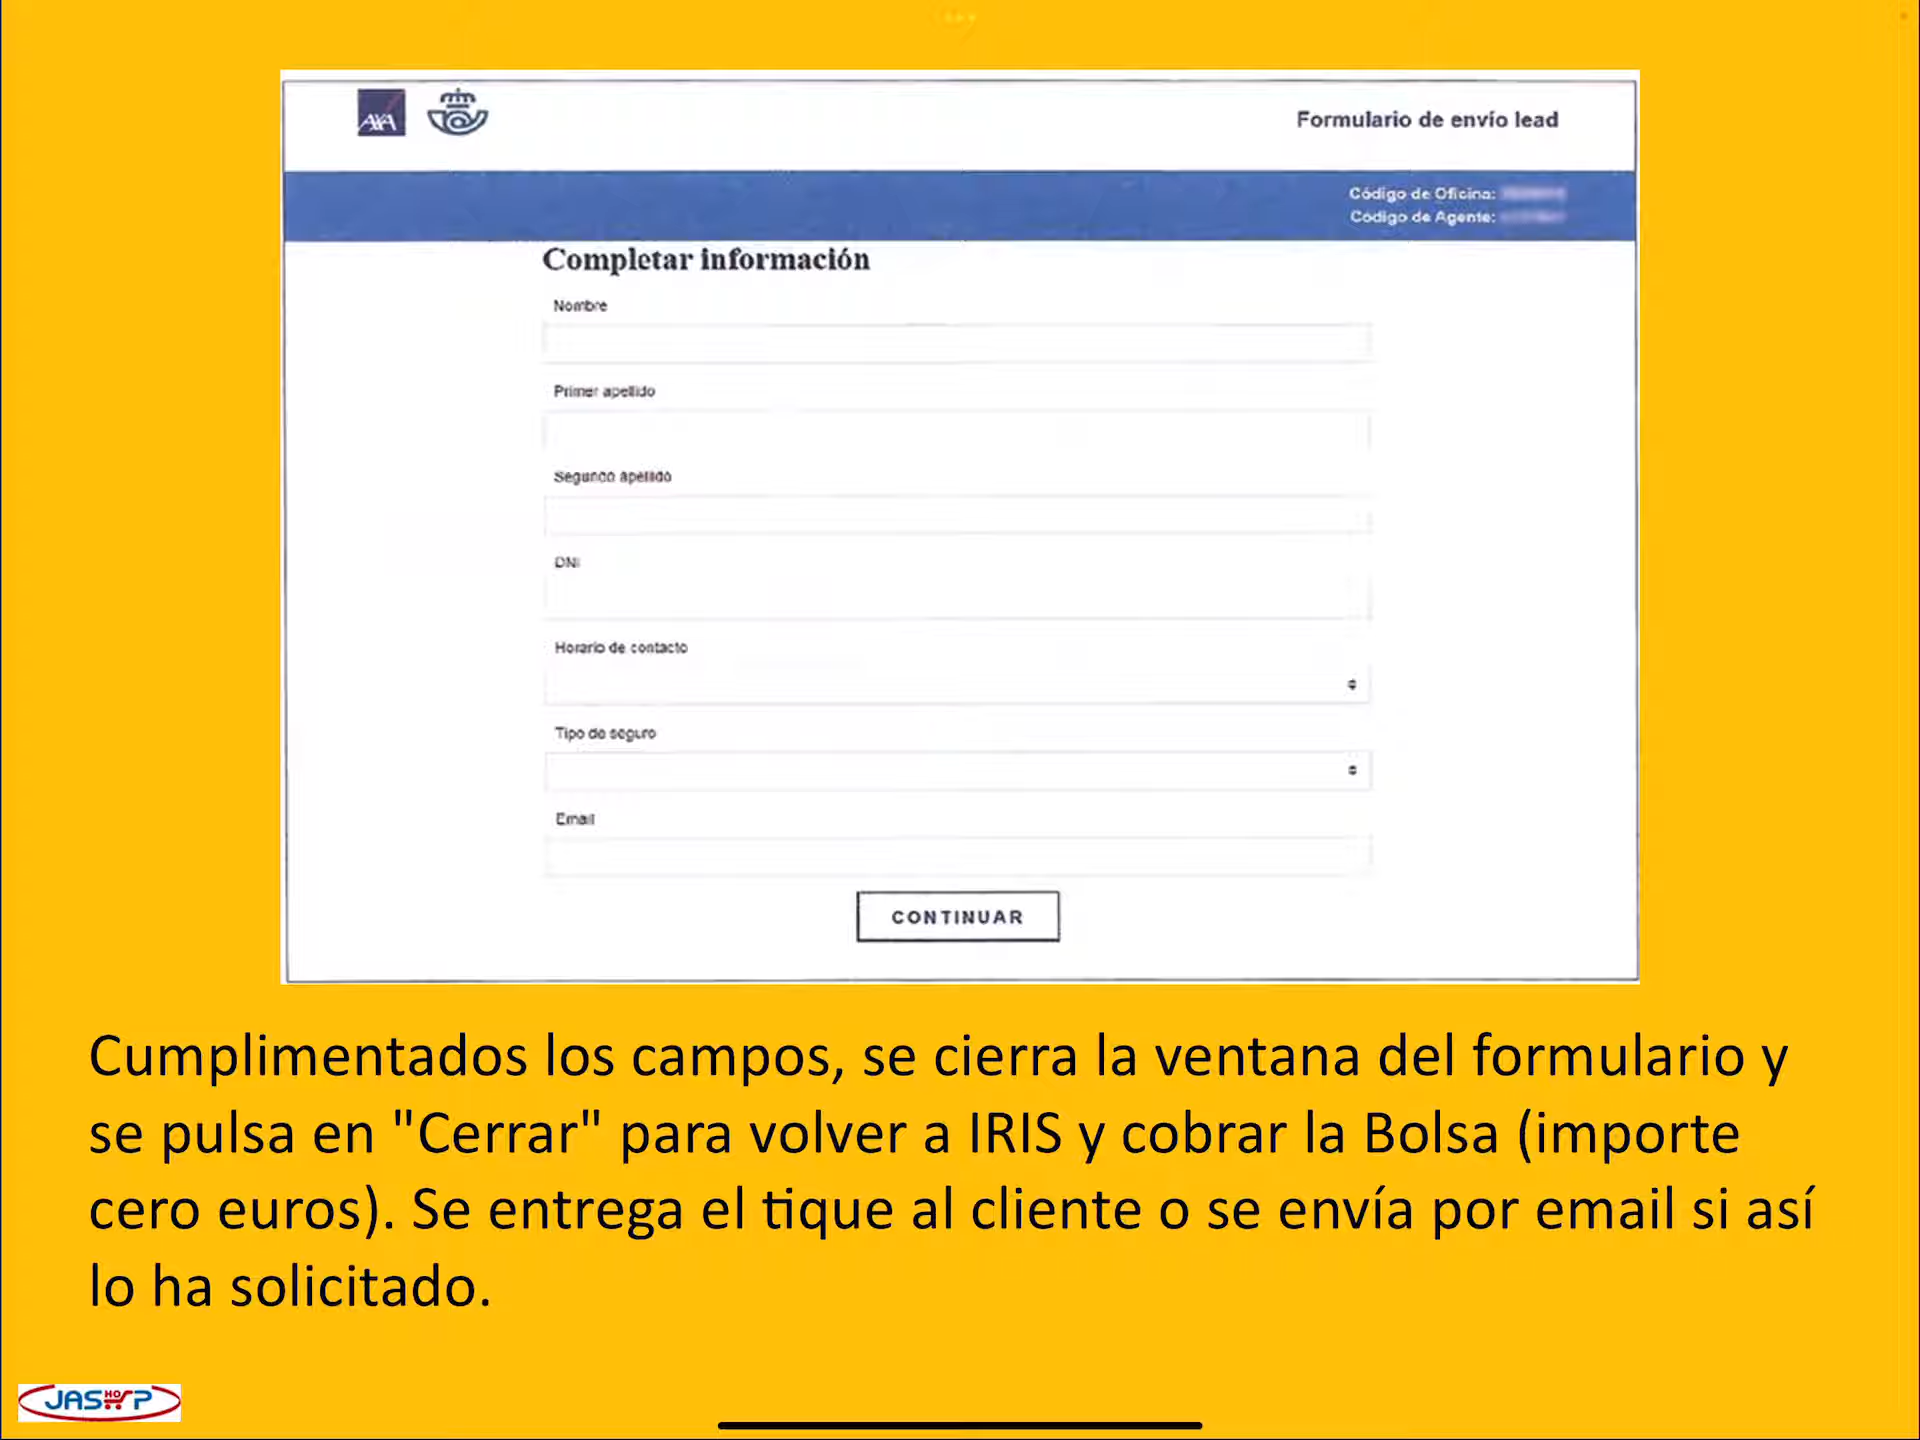 AXA
Formulario de envío lead
Código de Oficina:
Código de Agente:
Completar información
Nombre
Primer apellido
Segundo apellido
DNI
Horario de contacto
Tipo de seguro
Email
CONTINUAR
Cumplimentados los campos, se cierra la ventana del formulario y
se pulsa en "Cerrar" para volver a IRIS y cobrar la Bolsa (importe
cero euros). Se entrega el tique al cliente o se envía por email si así
lo ha solicitado.
JASHOP